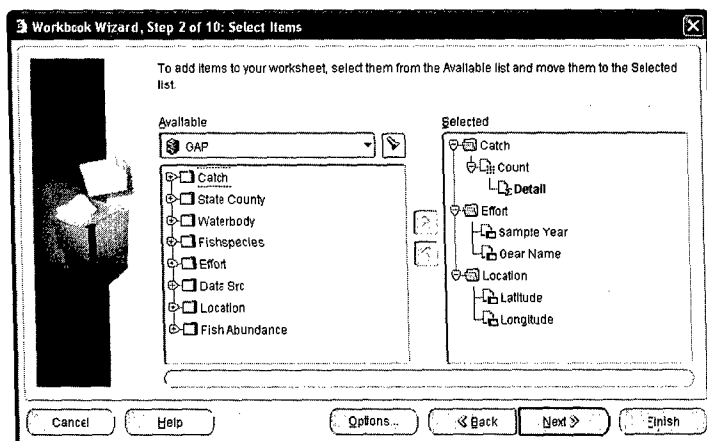 Workbook Wizard, Step 2 of 10: Select Items
To add items to your worksheet, select them from the Available list and move them to the Selected
list.
Available
GAP
Catch
State County
Waterbody
Fishspecies
Effort
Data Src
Location
Fish Abundance
Selected
Catch
Count
Detail
Effort
Sample Year
Gear Name
Location
Latitude
Longitude
Cancel
Help
Options...
Back
Next
Finish